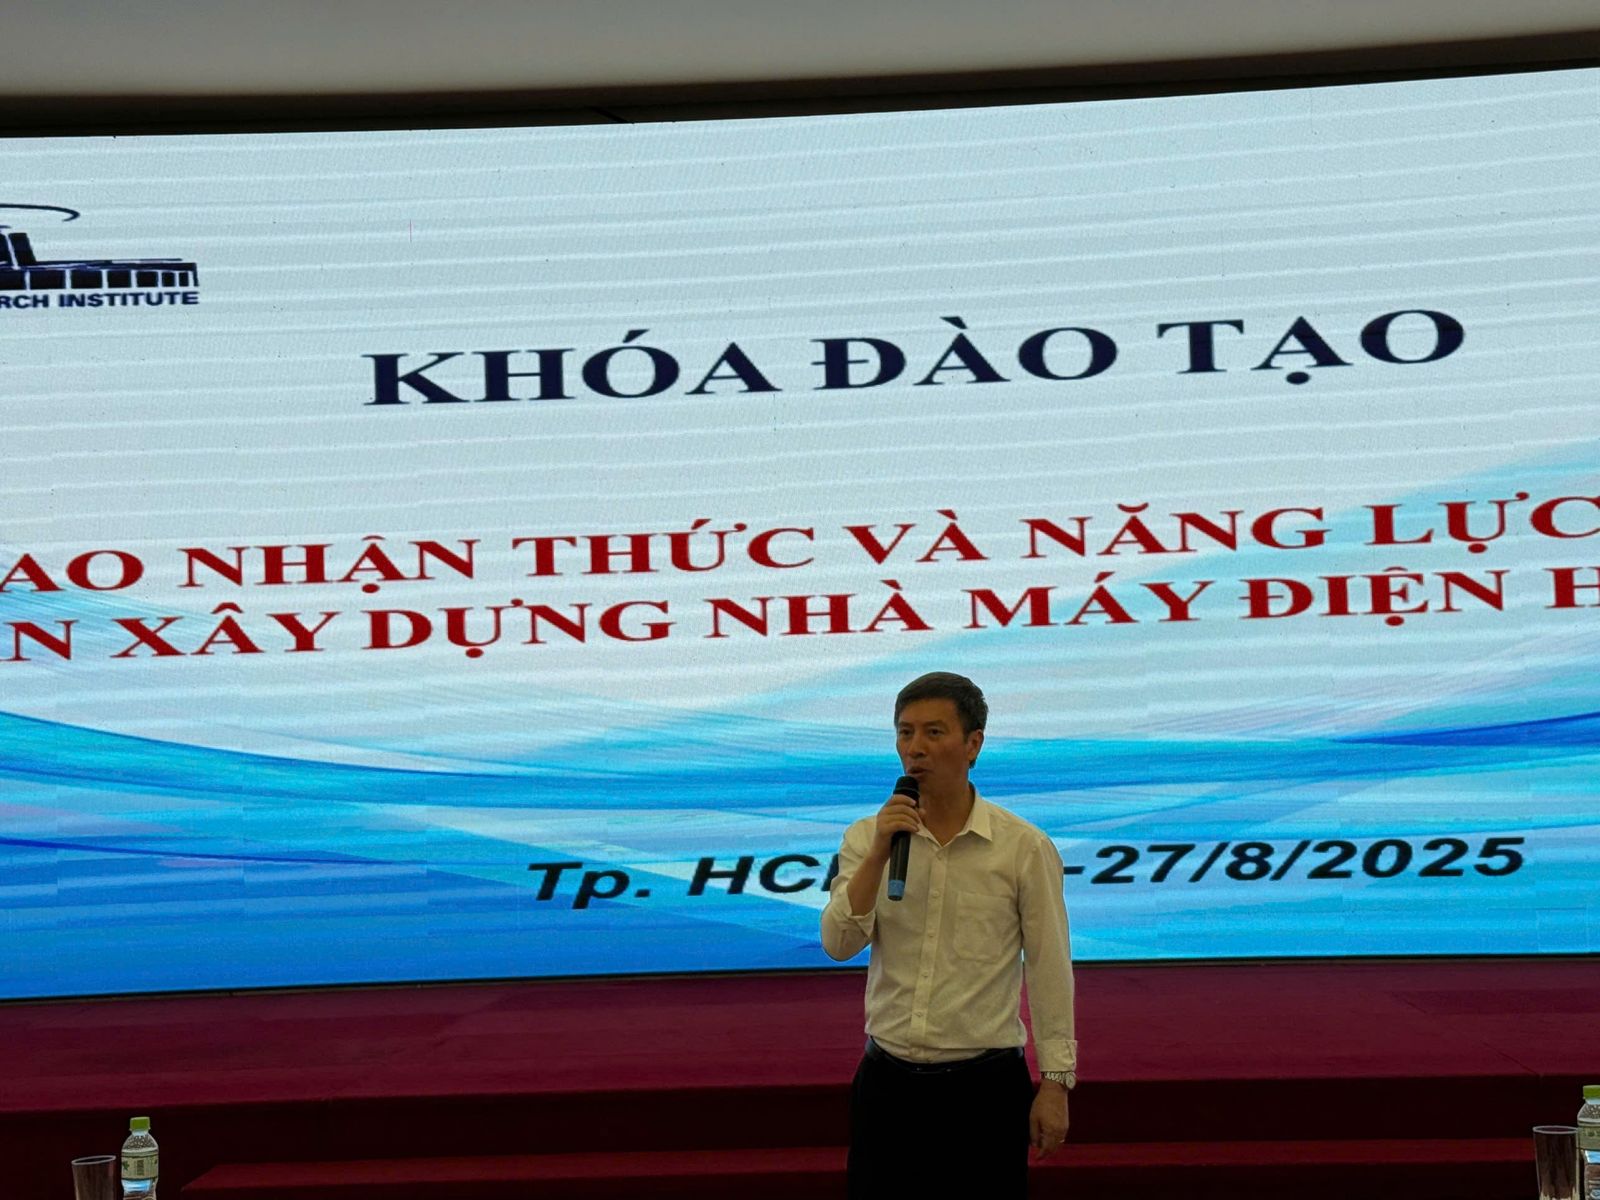 RCH INSTITUTE
KHÓA ĐÀO TẠO
AO NHẬN THỨC VÀ NĂNG LỰC
N XÂY DỰNG NHÀ MÁY ĐIỆN H
Tp. HC -27/8/2025